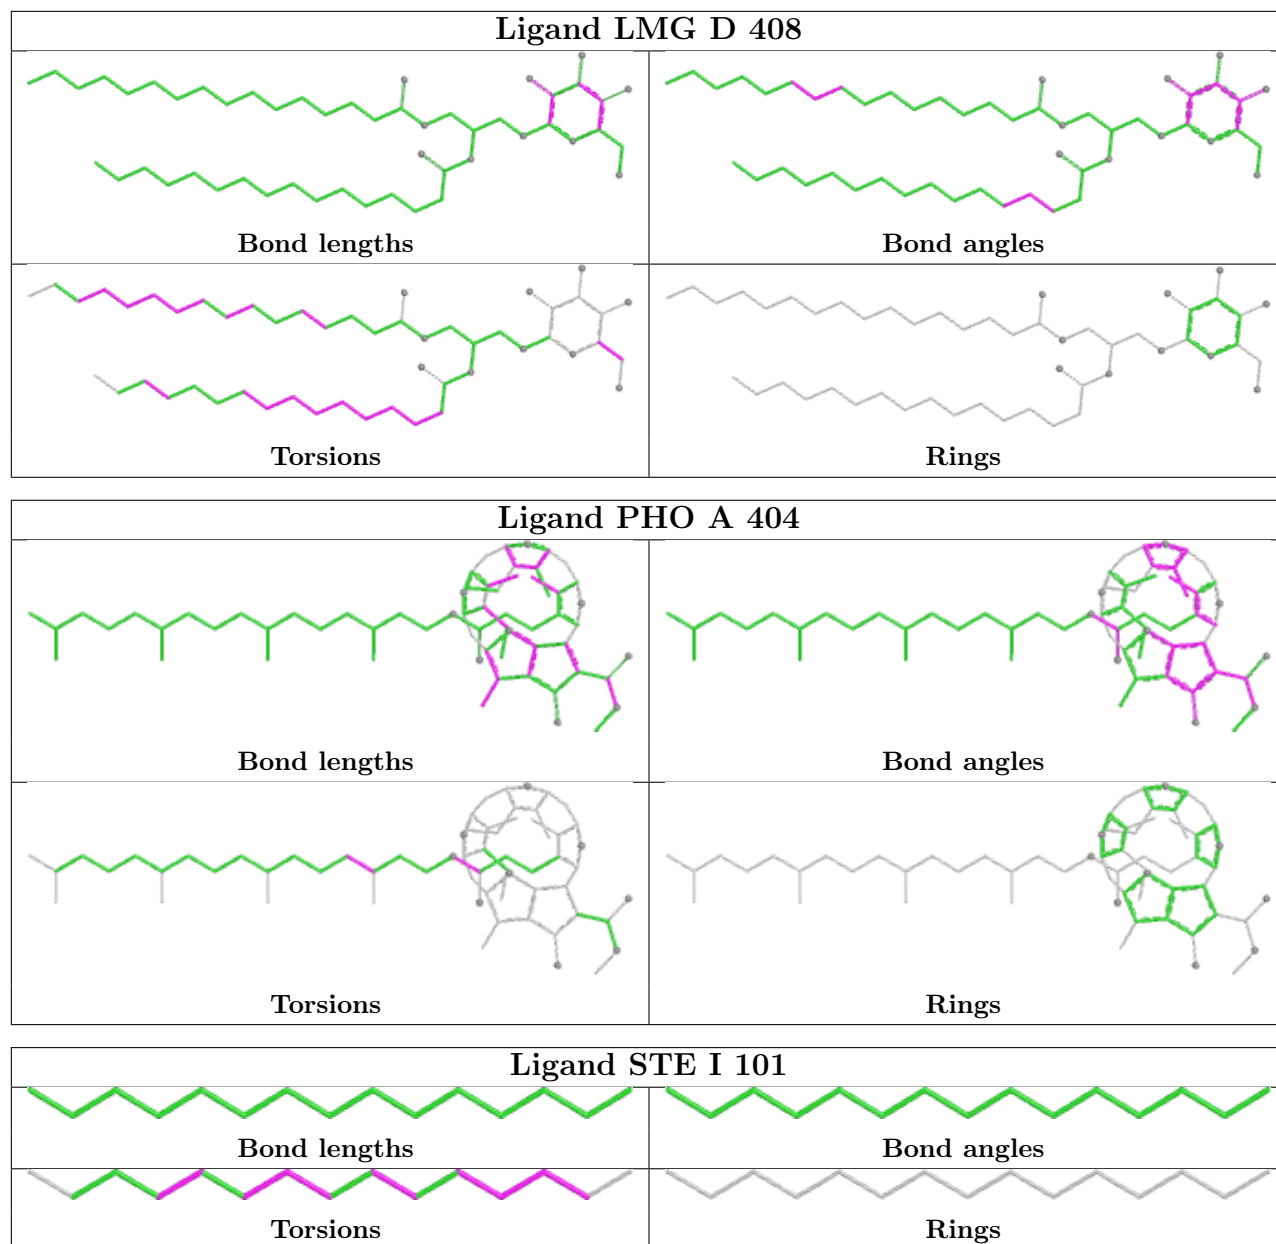 Ligand LMG D 408
Bond lengths
Bond angles
Torsions
Rings
Ligand PHO A 404
Bond lengths
Bond angles
Torsions
Rings
Ligand STE I 101
Bond lengths
Bond angles
Torsions
Rings